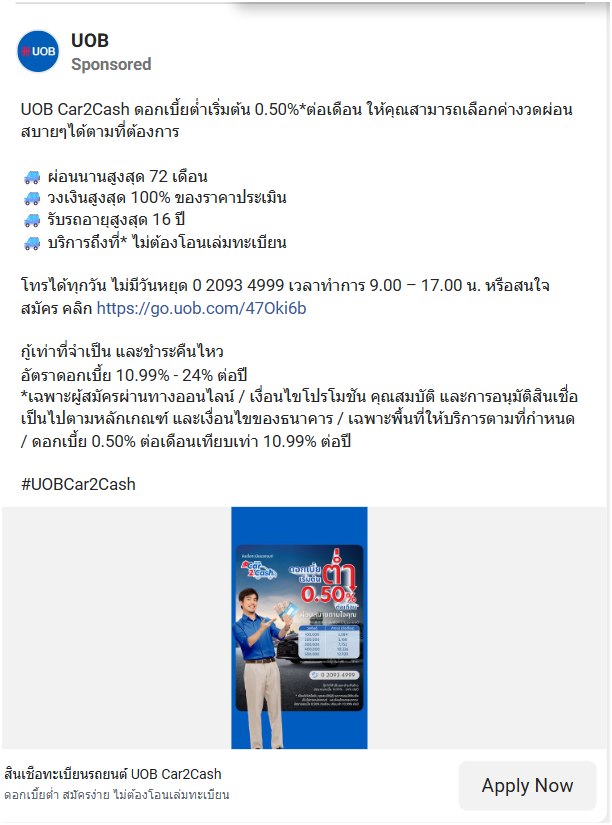 UOB
UOB
Sponsored
UOB Car2Cash ดอกเบี้ยต่ำเริ่มต้น 0.50%*ต่อเดือน ให้คุณสามารถเลือกค่างวดผ่อน
สบายๆได้ตามที่ต้องการ
ผ่อนนานสูงสุด 72 เดือน
วงเงินสูงสุด 100% ของราคาประเมิน
รับรถอายุสูงสุด 16 ปี
บริการถึงที่* ไม่ต้องโอนเล่มทะเบียน
โทรได้ทุกวัน ไม่มีวันหยุด 0 2093 4999 เวลาทำการ 9.00 – 17.00 น. หรือสนใจ
สมัคร คลิก https://go.uob.com/47Oki6b
กู้เท่าที่จำเป็น และชำระคืนไหว
อัตราดอกเบี้ย 10.99% - 24% ต่อปี
*เฉพาะผู้สมัครผ่านทางออนไลน์ / เงื่อนไขโปรโมชัน คุณสมบัติ และการอนุมัติสินเชื่อ
เป็นไปตามหลักเกณฑ์ และเงื่อนไขของธนาคาร / เฉพาะพื้นที่ให้บริการตามที่กำหนด
/ ดอกเบี้ย 0.50% ต่อเดือนเทียบเท่า 10.99% ต่อปี
#UOBCar2Cash
car
2cash
ดอกเบี้ย
เริ่มต้น
ต่ำ
0.50%
0 2093 4999
สินเชื่อทะเบียนรถยนต์ UOB Car2Cash
ดอกเบี้ยต่ำ สมัครง่าย ไม่ต้องโอนเล่มทะเบียน
Apply Now